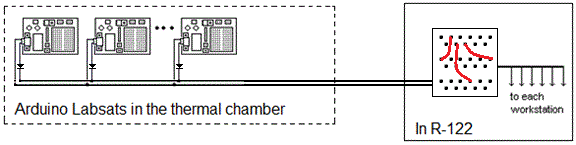 Arduino Labsats in the thermal chamber
to each
workstation
In R-122